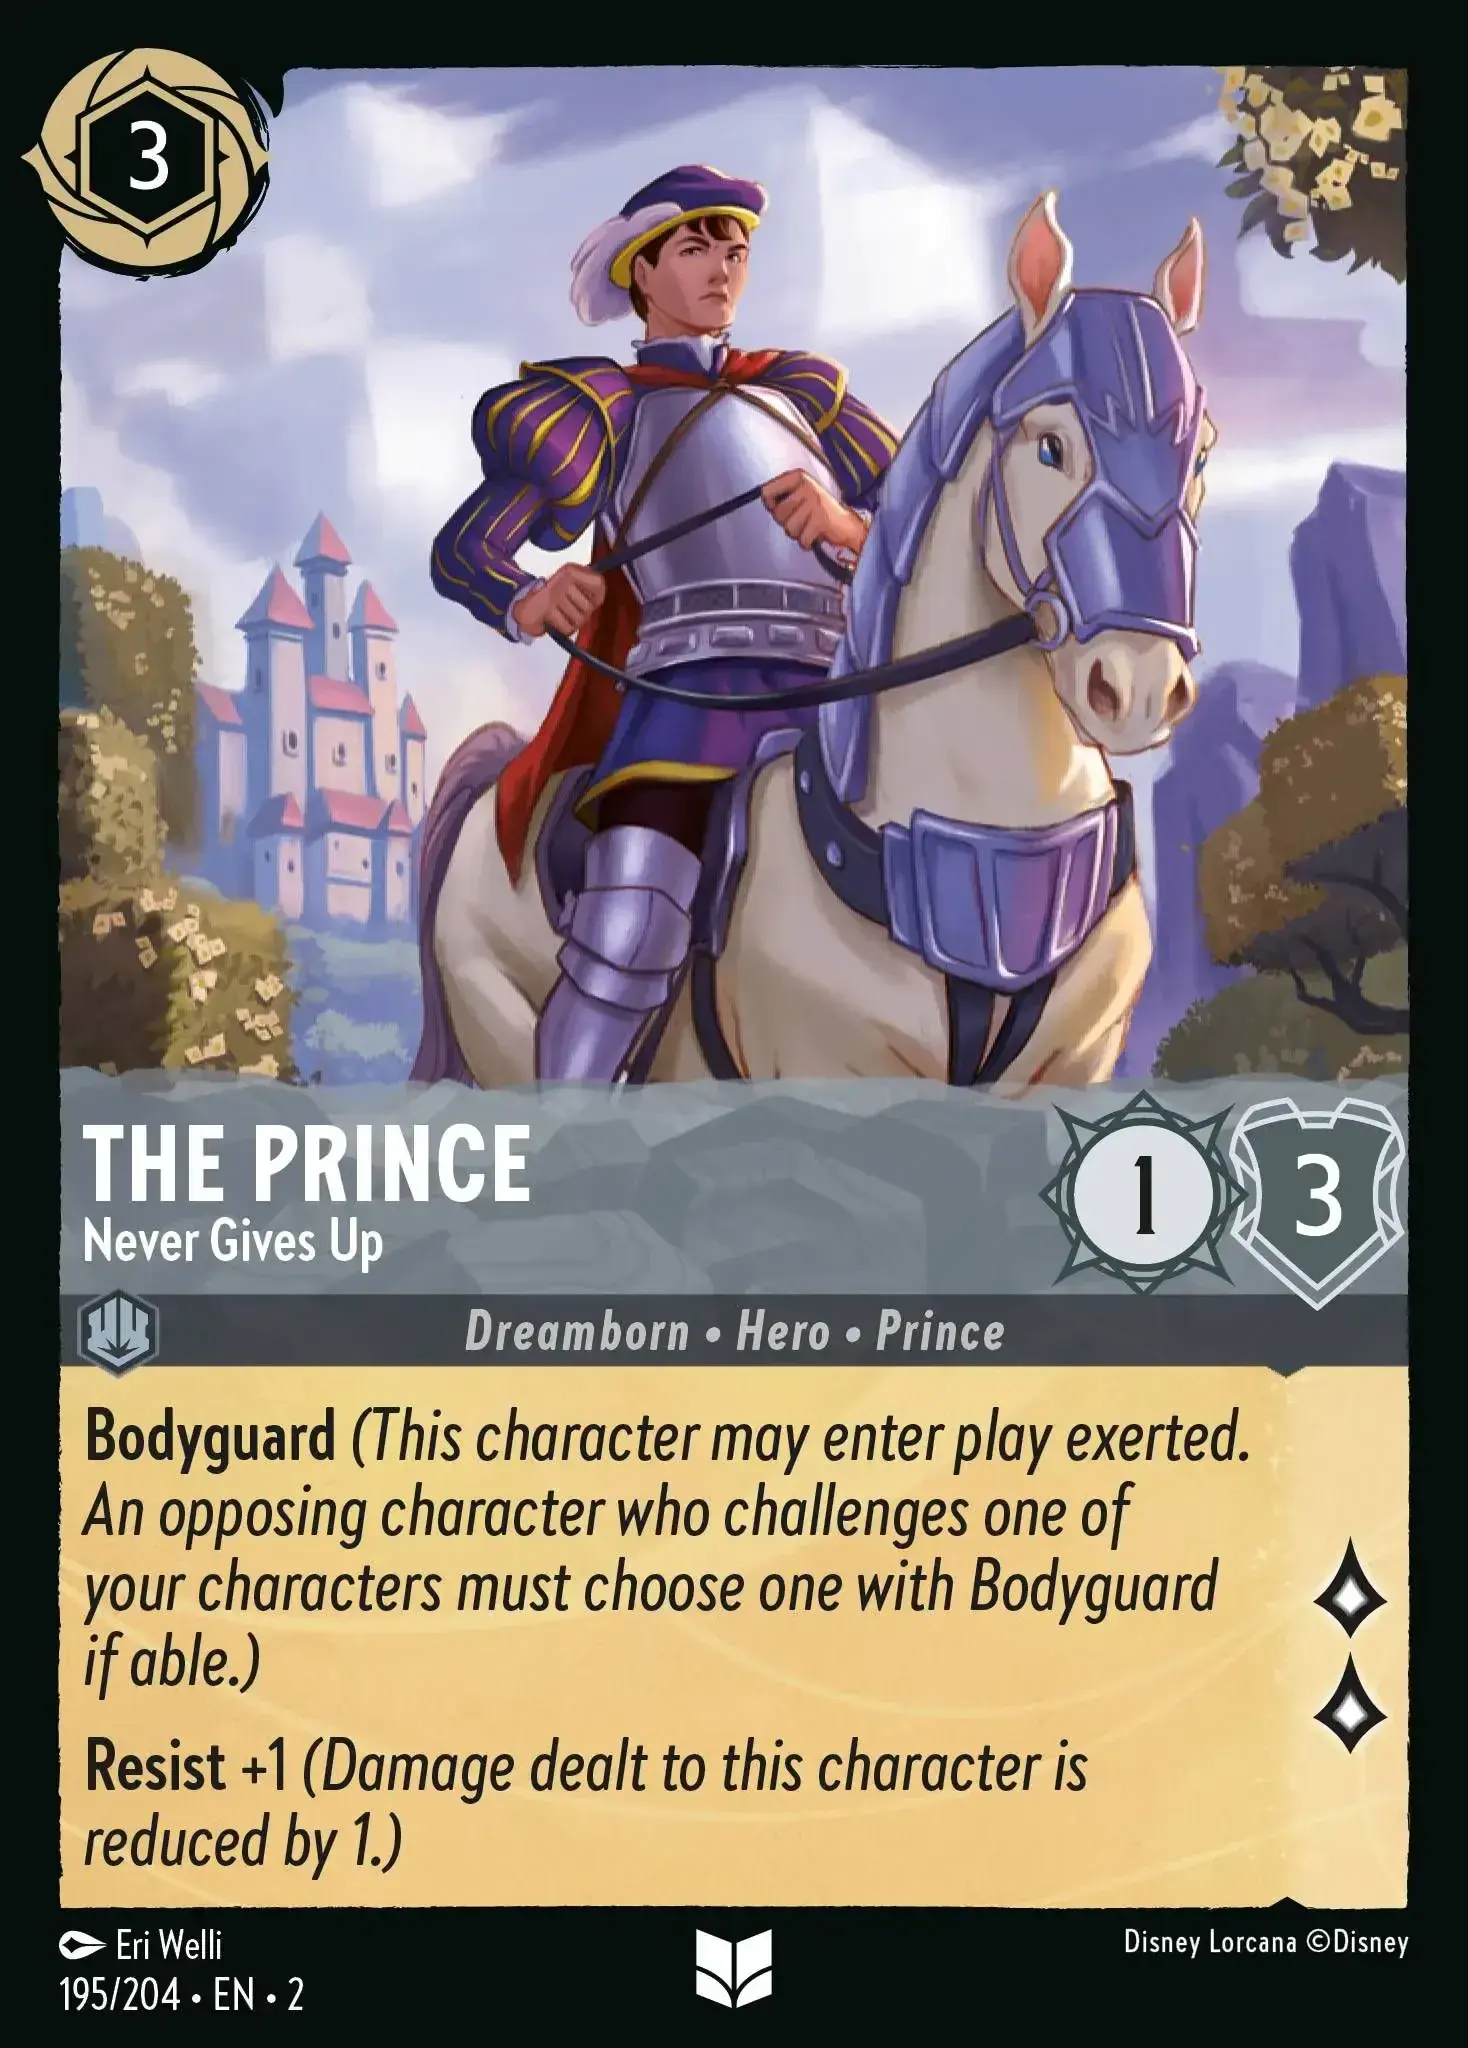 3
THE PRINCE
Never Gives Up
1
3
Dreamborn • Hero • Prince
Bodyguard (This character may enter play exerted.
An opposing character who challenges one of
your characters must choose one with Bodyguard
if able.)
Resist +1 (Damage dealt to this character is
reduced by 1.)
Eri Welli
Disney Lorcana ©Disney
195/204 • EN • 2